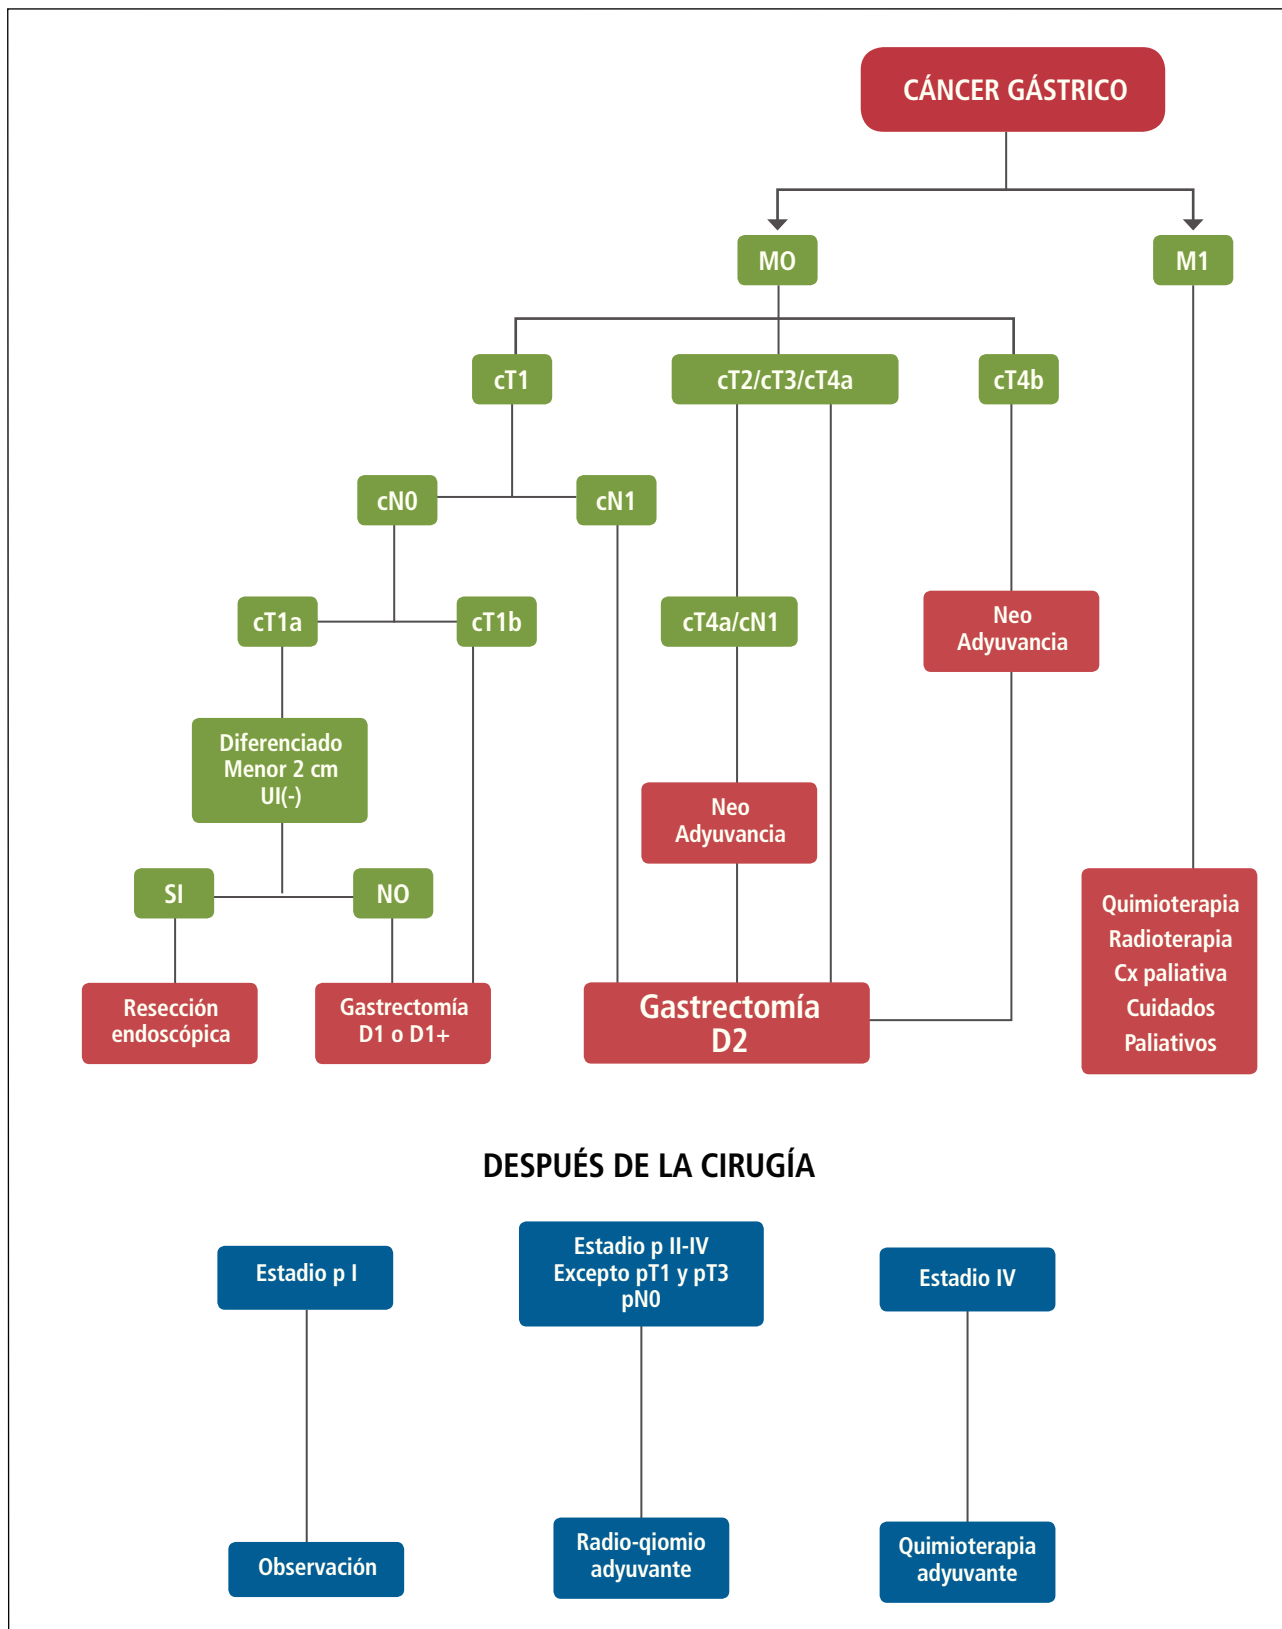 CÁNCER GÁSTRICO
MO
M1
cT1
cT2/cT3/cT4a
cT4b
cN0
cN1
cT1a
cT1b
cT4a/cN1
Neo
Adyuvancia
Diferenciado
Menor 2 cm
UI(-)
Neo
Adyuvancia
SI
NO
Quimioterapia
Radioterapia
Cx paliativa
Cuidados
Paliativos
Resección
endoscópica
Gastrectomía
D1 o D1+
Gastrectomía
D2
DESPUÉS DE LA CIRUGÍA
Estadio p I
Estadio p II-IV
Excepto pT1 y pT3
pN0
Estadio IV
Observación
Radio-qiomio
adyuvante
Quimioterapia
adyuvante